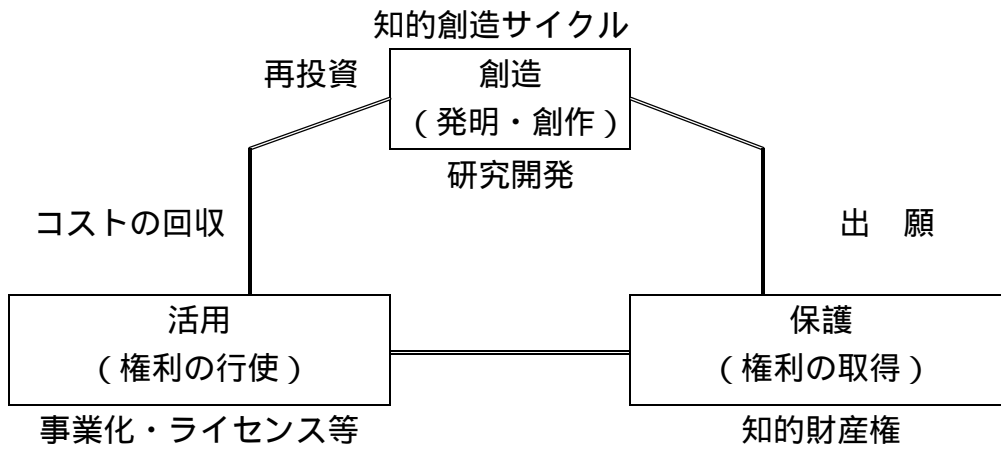 知的創造サイクル
再投資
創造
（発明・創作）
研究開発
コストの回収
出　願
活用
（権利の行使）
事業化・ライセンス等
保護
（権利の取得）
知的財産権